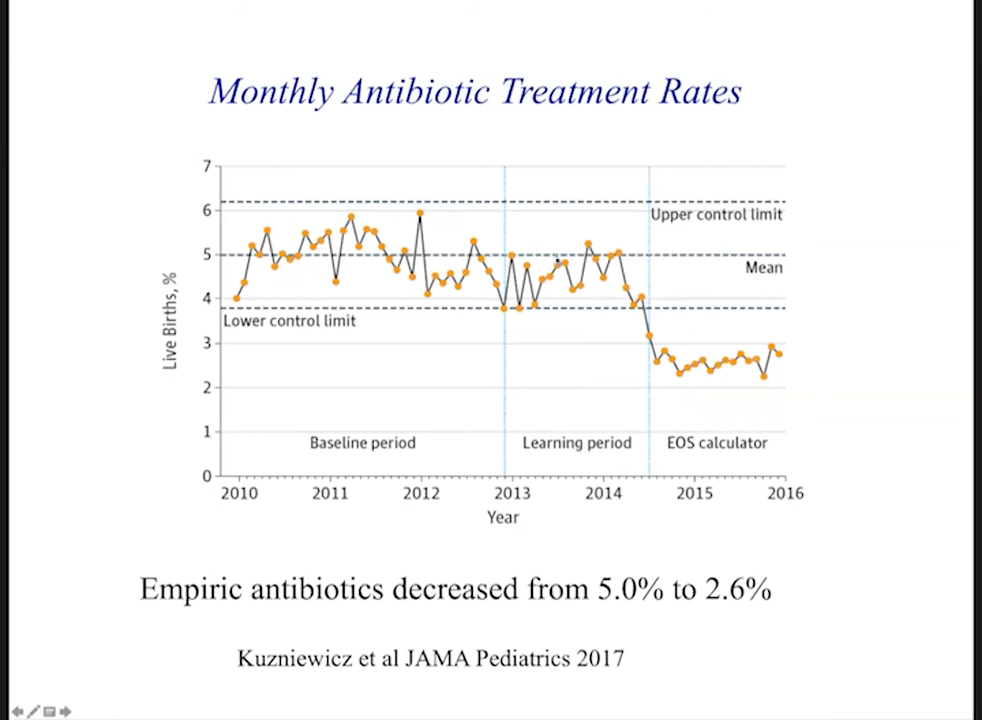 Monthly Antibiotic Treatment Rates
7
6
5
4
3
2
1
0
Live Births, %
Upper control limit
Mean
Lower control limit
Baseline period
Learning period
EOS calculator
2010 2011 2012 2013 2014 2015 2016
Year
Empiric antibiotics decreased from 5.0% to 2.6%
Kuzniewicz et al JAMA Pediatrics 2017